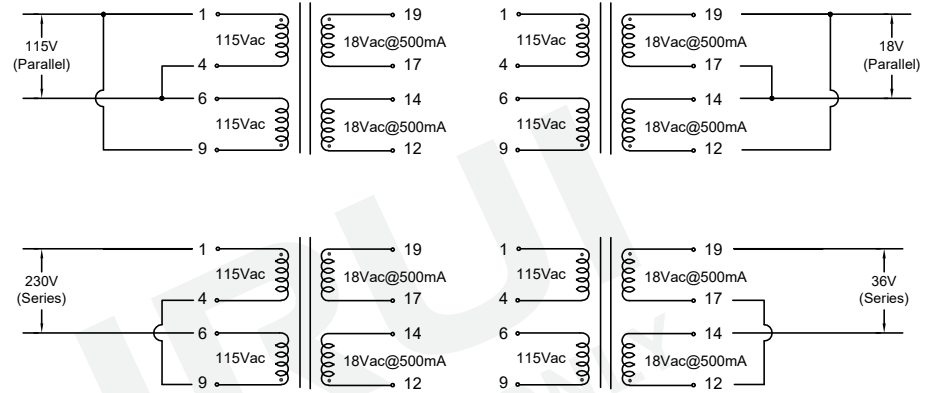 1 19 1 19
115V 115Vac 18Vac@500mA 115Vac 18Vac@500mA 18V
(Parallel) (Parallel)
4 17 4 17
6 14 6 14
115Vac 18Vac@500mA 115Vac 18Vac@500mA
9 12 9 12
1 19 1 19
230V 115Vac 18Vac@500mA 115Vac 18Vac@500mA 36V
(Series) (Series)
4 17 4 17
6 14 6 14
115Vac 18Vac@500mA 115Vac 18Vac@500mA
9 12 9 12